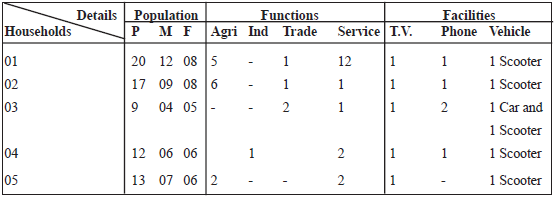 Details Population Functions Facilities
Households P M F Agri Ind Trade Service T.V. Phone Vehicle
01 20 12 08 5 - 1 12 1 1 1 Scooter
02 17 09 08 6 - 1 1 1 1 1 Scooter
03 9 04 05 - - 2 1 1 2 1 Car and
1 Scooter
04 12 06 06 1 2 1 1 1 Scooter
05 13 07 06 2 - - 2 1 - 1 Scooter